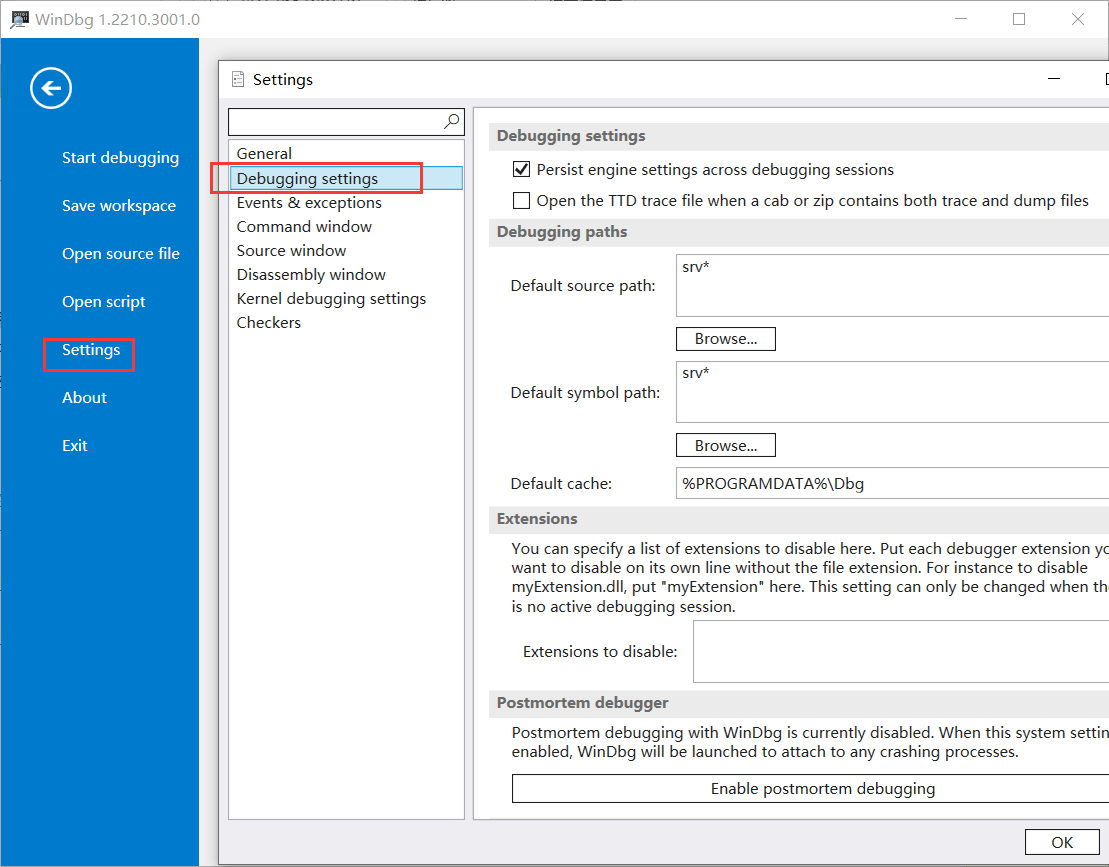 WinDbg 1.2210.3001.0
Start debugging
Save workspace
Open source file
Open script
Settings
About
Exit
Settings
General
Debugging settings
Events & exceptions
Command window
Source window
Disassembly window
Kernel debugging settings
Checkers
Debugging settings
Persist engine settings across debugging sessions
Open the TTD trace file when a cab or zip contains both trace and dump files
Debugging paths
Default source path:
srv*
Browse...
Default symbol path:
srv*
Browse...
Default cache:
%PROGRAMDATA%\Dbg
Extensions
You can specify a list of extensions to disable here. Put each debugger extension yo
want to disable on its own line without the file extension. For instance to disable
myExtension.dll, put "myExtension" here. This setting can only be changed when the
is no active debugging session.
Extensions to disable:
Postmortem debugger
Postmortem debugging with WinDbg is currently disabled. When this system settin
enabled, WinDbg will be launched to attach to any crashing processes.
Enable postmortem debugging
OK